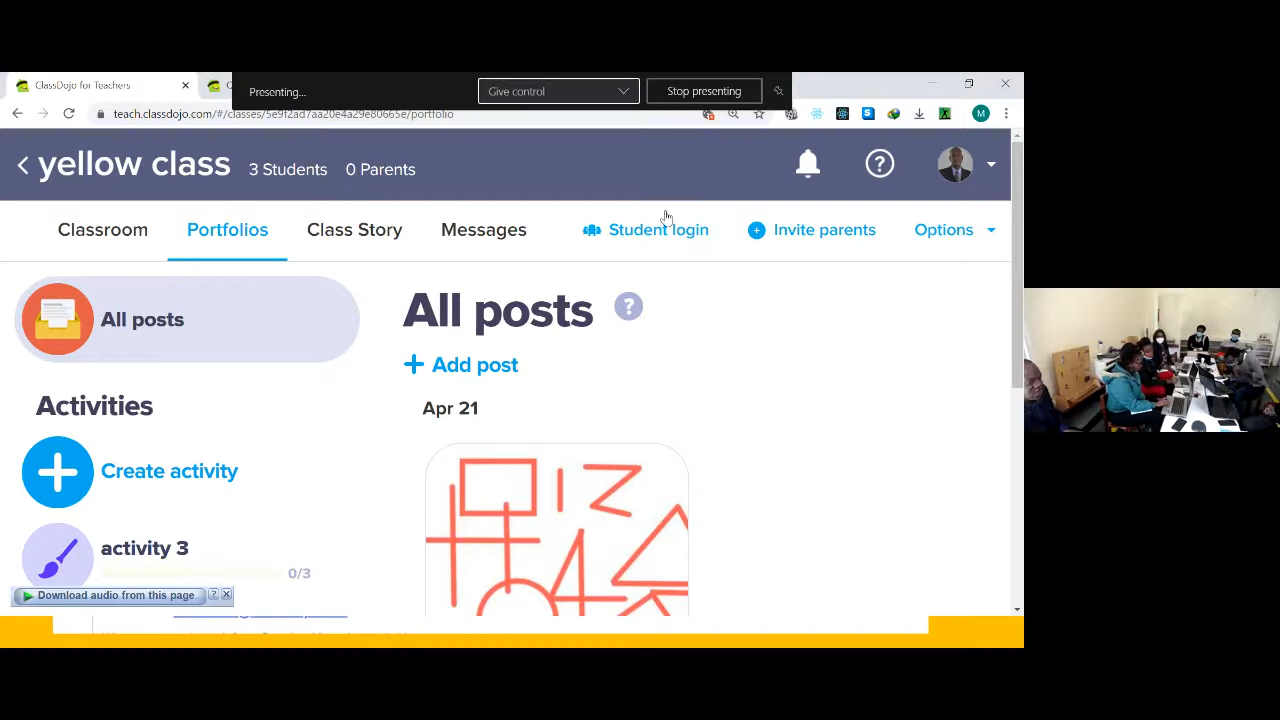 ClassDojo for Teachers
Presenting...
Give control
Stop presenting
teach.classdojo.com/#/classes/5e9f2ad7aa20e4a29e80665e/portfolio
M
yellow class 3 Students 0 Parents
Classroom Portfolios Class Story Messages Student login Invite parents Options
All posts
All posts
Add post
Apr 21
Activities
Create activity
activity 3
0/3
Download audio from this page